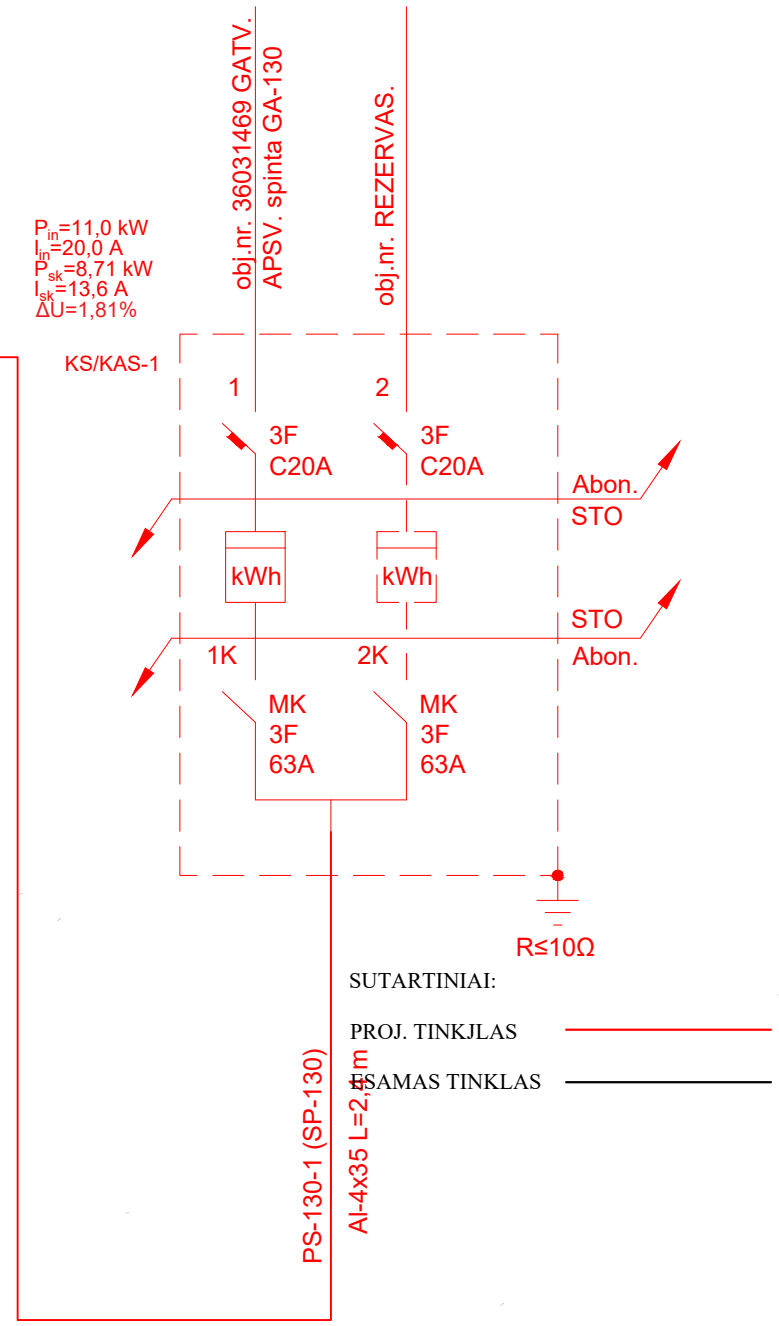 obj.nr. 36031469 GATV.
APSV. spinta GA-130
obj.nr. REZERVAS.
Pin=11,0 kW
Iin=20,0 A
Psk=8,71 kW
Isk=13,6 A
ΔU=1,81%
KS/KAS-1
1
2
3F
C20A
3F
C20A
Abon.
STO
kWh
kWh
STO
Abon.
1K
2K
MK
3F
63A
MK
3F
63A
R≤10Ω
SUTARTINIAI:
PROJ. TINKJLAS
ESAMAS TINKLAS
PS-130-1 (SP-130)
Al-4x35 L=2,4 m